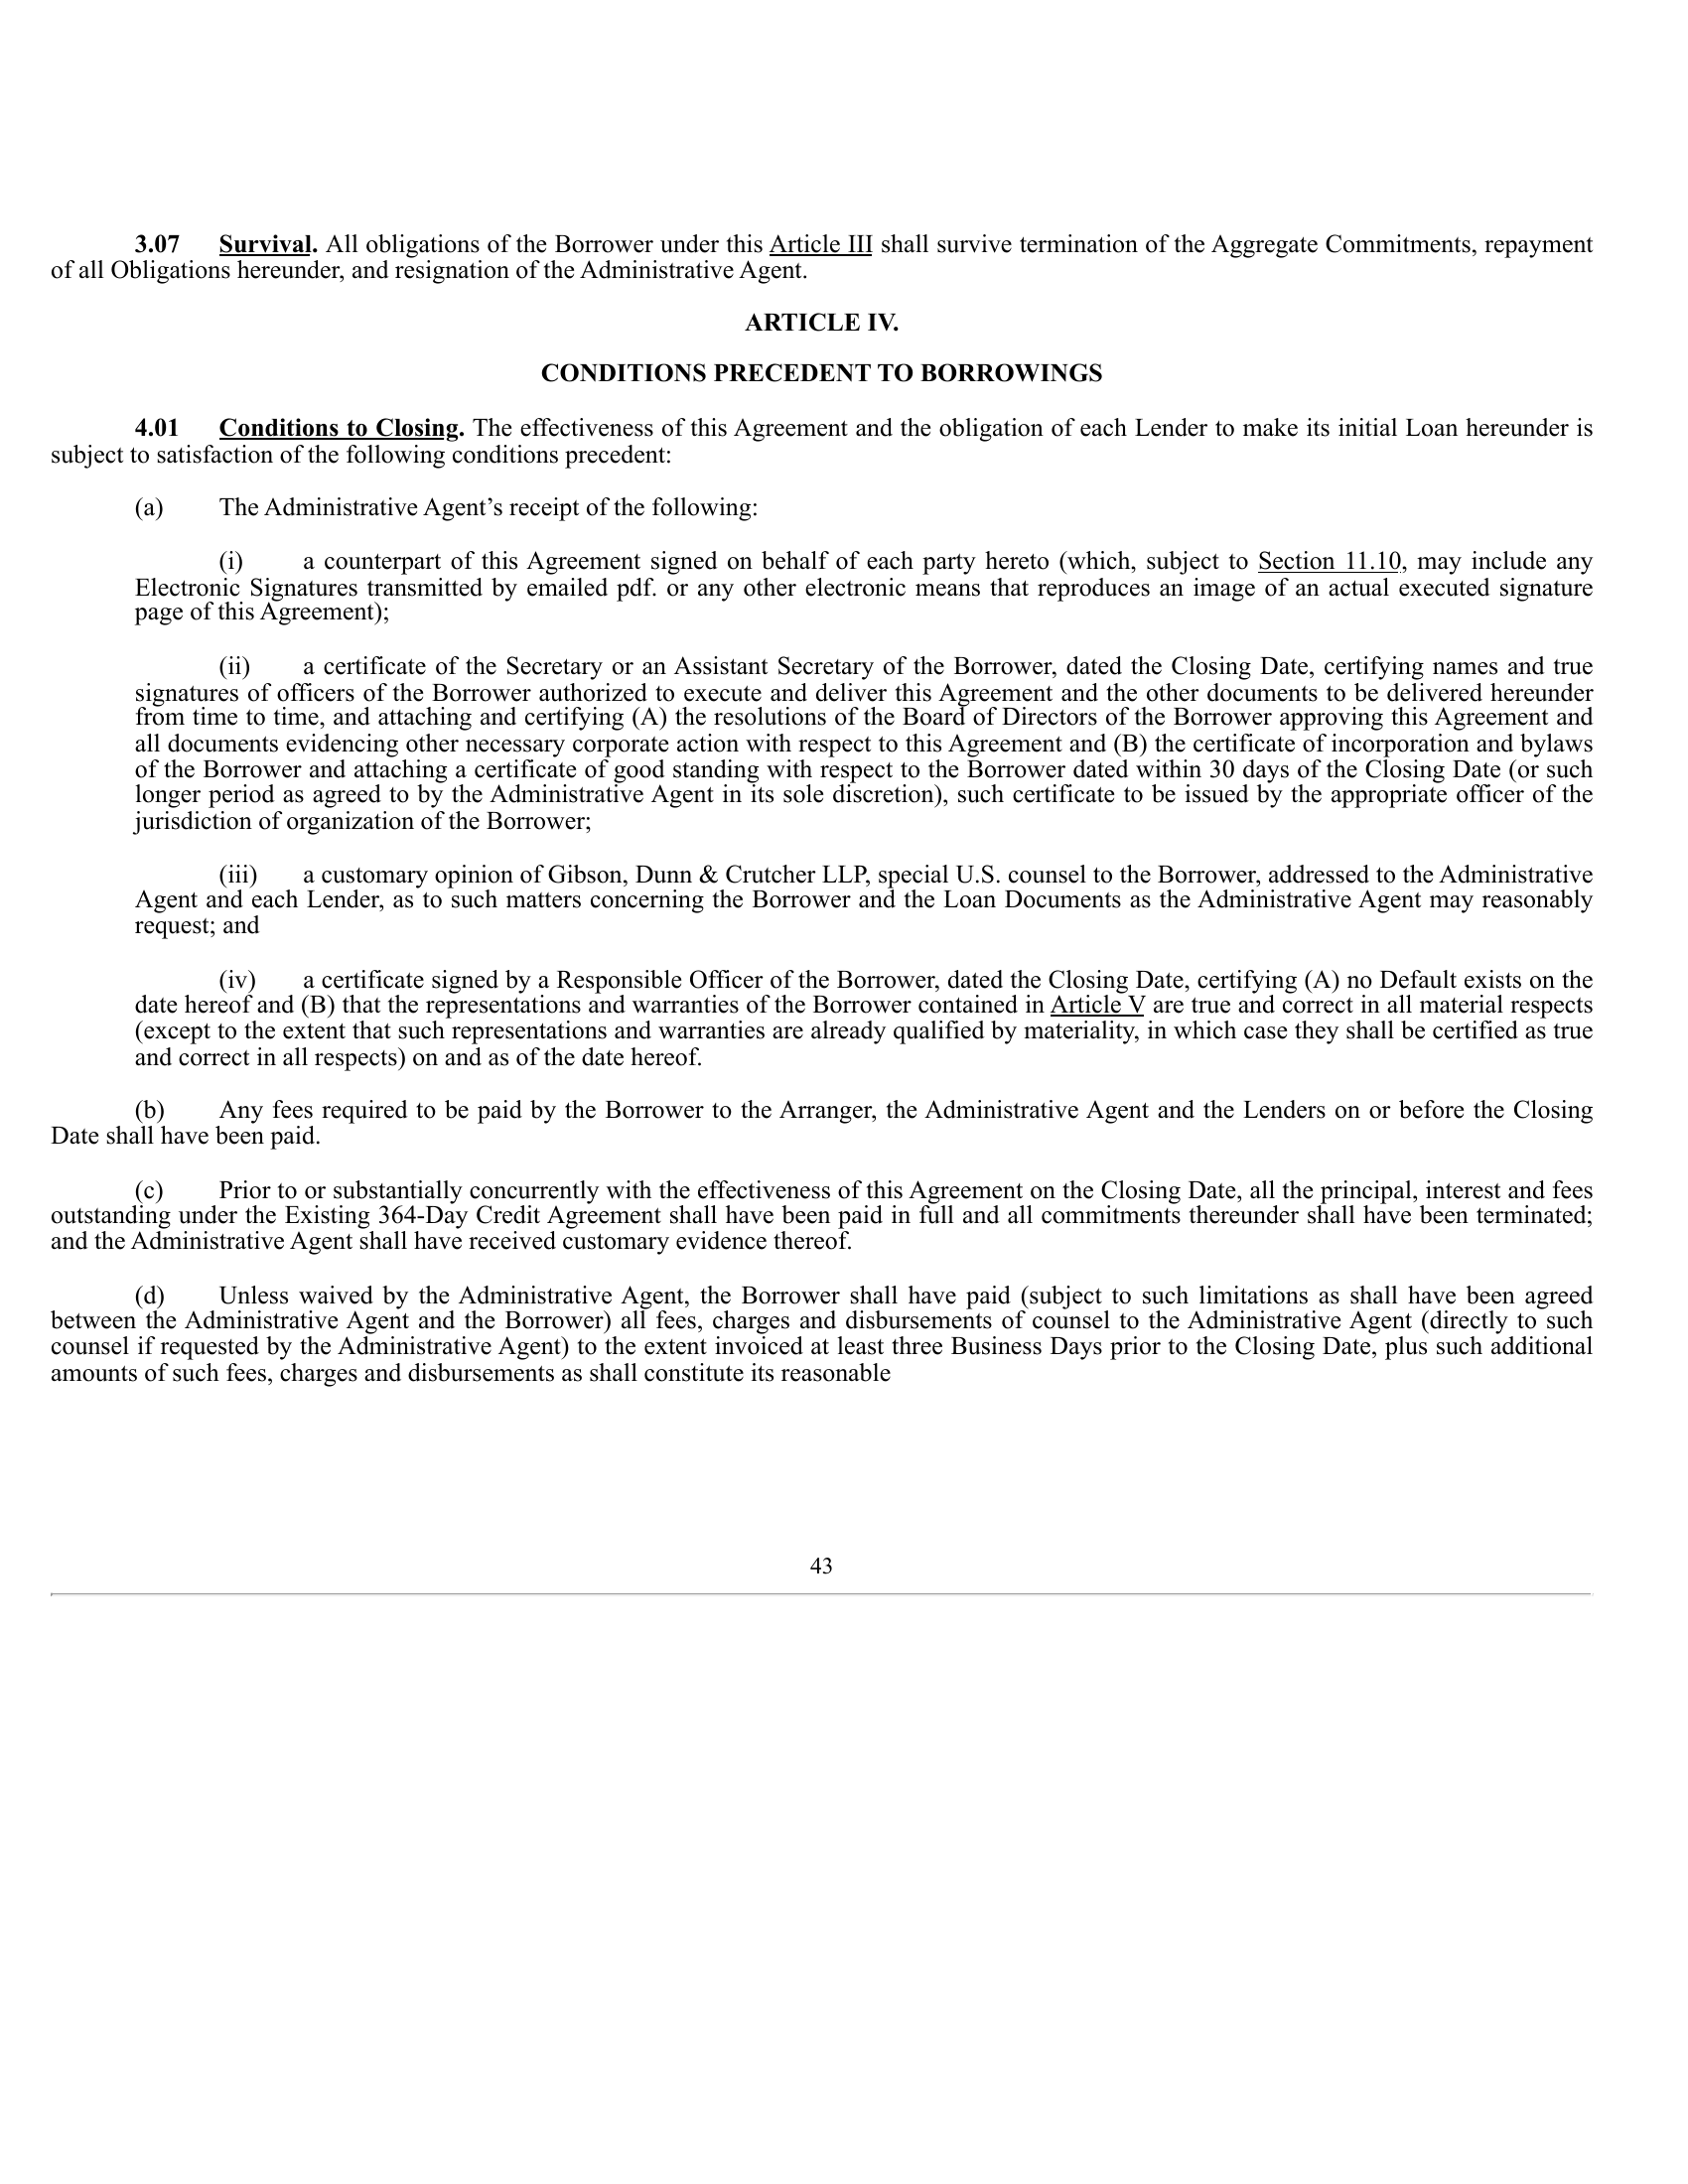 3.07 Survival. All obligations of the Borrower under this Article III shall survive termination of the Aggregate Commitments, repayment
of all Obligations hereunder, and resignation of the Administrative Agent.
ARTICLE IV.
CONDITIONS PRECEDENT TO BORROWINGS
4.01 Conditions to Closing. The effectiveness of this Agreement and the obligation of each Lender to make its initial Loan hereunder is
subject to satisfaction of the following conditions precedent:
(a) The Administrative Agent’s receipt of the following:
(i) a counterpart of this Agreement signed on behalf of each party hereto (which, subject to Section 11.10, may include any
Electronic Signatures transmitted by emailed pdf. or any other electronic means that reproduces an image of an actual executed signature
page of this Agreement);
(ii) a certificate of the Secretary or an Assistant Secretary of the Borrower, dated the Closing Date, certifying names and true
signatures of officers of the Borrower authorized to execute and deliver this Agreement and the other documents to be delivered hereunder
from time to time, and attaching and certifying (A) the resolutions of the Board of Directors of the Borrower approving this Agreement and
all documents evidencing other necessary corporate action with respect to this Agreement and (B) the certificate of incorporation and bylaws
of the Borrower and attaching a certificate of good standing with respect to the Borrower dated within 30 days of the Closing Date (or such
longer period as agreed to by the Administrative Agent in its sole discretion), such certificate to be issued by the appropriate officer of the
jurisdiction of organization of the Borrower;
(iii) a customary opinion of Gibson, Dunn & Crutcher LLP, special U.S. counsel to the Borrower, addressed to the Administrative
Agent and each Lender, as to such matters concerning the Borrower and the Loan Documents as the Administrative Agent may reasonably
request; and
(iv) a certificate signed by a Responsible Officer of the Borrower, dated the Closing Date, certifying (A) no Default exists on the
date hereof and (B) that the representations and warranties of the Borrower contained in Article V are true and correct in all material respects
(except to the extent that such representations and warranties are already qualified by materiality, in which case they shall be certified as true
and correct in all respects) on and as of the date hereof.
(b) Any fees required to be paid by the Borrower to the Arranger, the Administrative Agent and the Lenders on or before the Closing
Date shall have been paid.
(c) Prior to or substantially concurrently with the effectiveness of this Agreement on the Closing Date, all the principal, interest and fees
outstanding under the Existing 364-Day Credit Agreement shall have been paid in full and all commitments thereunder shall have been terminated;
and the Administrative Agent shall have received customary evidence thereof.
(d) Unless waived by the Administrative Agent, the Borrower shall have paid (subject to such limitations as shall have been agreed
between the Administrative Agent and the Borrower) all fees, charges and disbursements of counsel to the Administrative Agent (directly to such
counsel if requested by the Administrative Agent) to the extent invoiced at least three Business Days prior to the Closing Date, plus such additional
amounts of such fees, charges and disbursements as shall constitute its reasonable
43